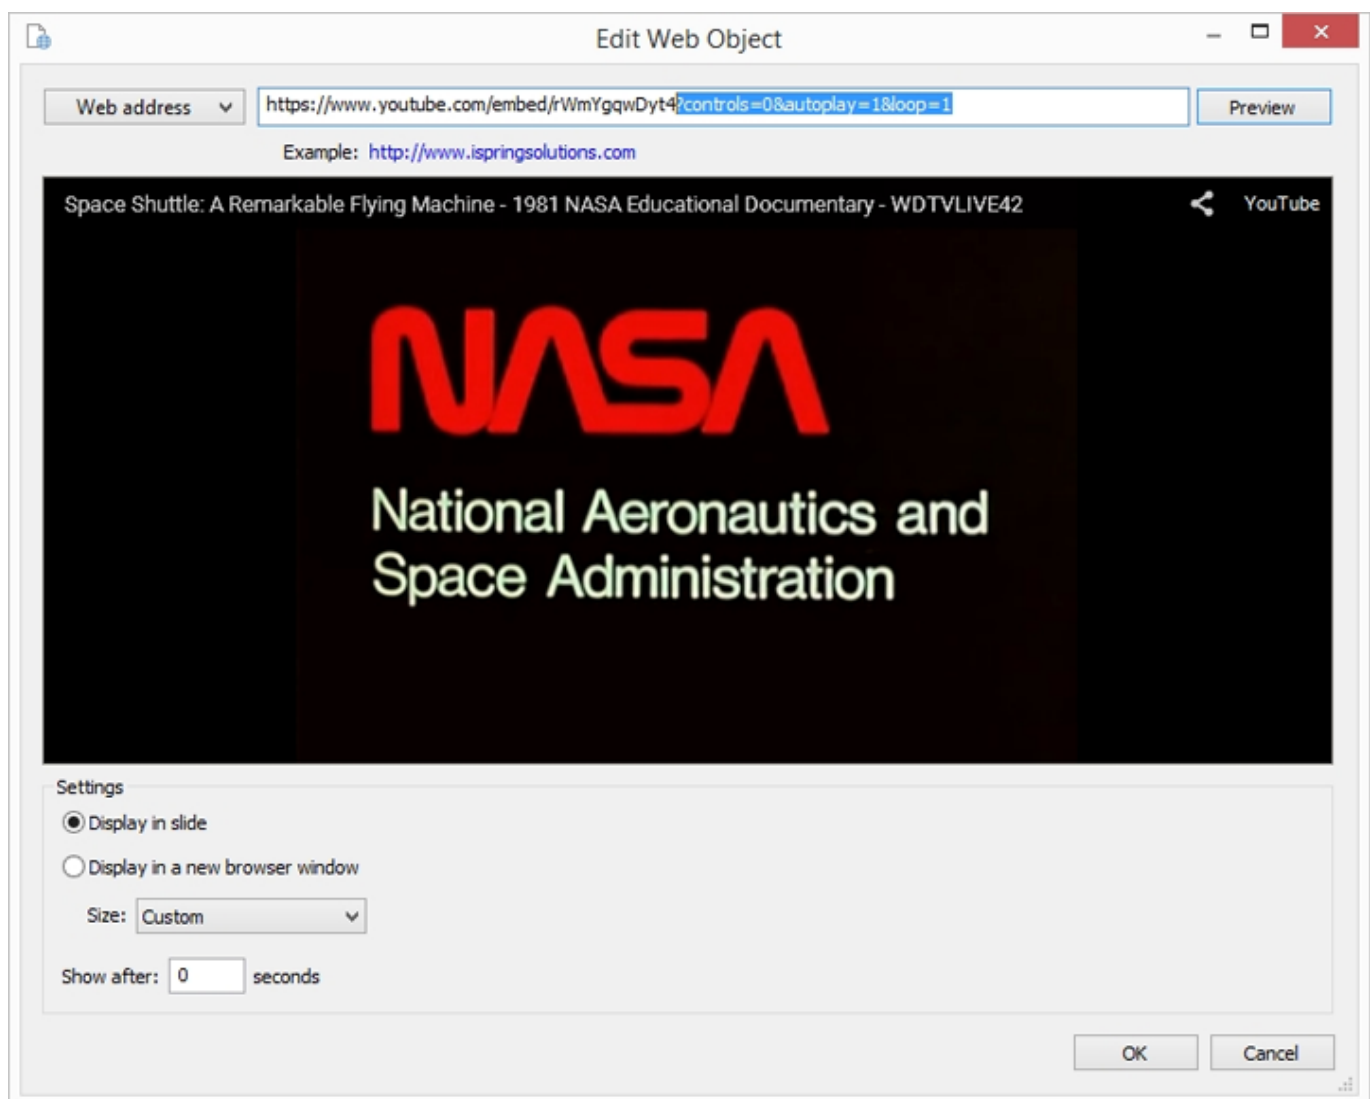 Edit Web Object
Web address https://www.youtube.com/embed/rWmYgqwDyt4?controls=0&autoplay=1&loop=1 Preview
Example: http://www.ispringsolutions.com
Space Shuttle: A Remarkable Flying Machine - 1981 NASA Educational Documentary - WDTVLIVE42 YouTube
NASA
National Aeronautics and
Space Administration
Settings
Display in slide
Display in a new browser window
Size: Custom
Show after: 0 seconds
OK Cancel